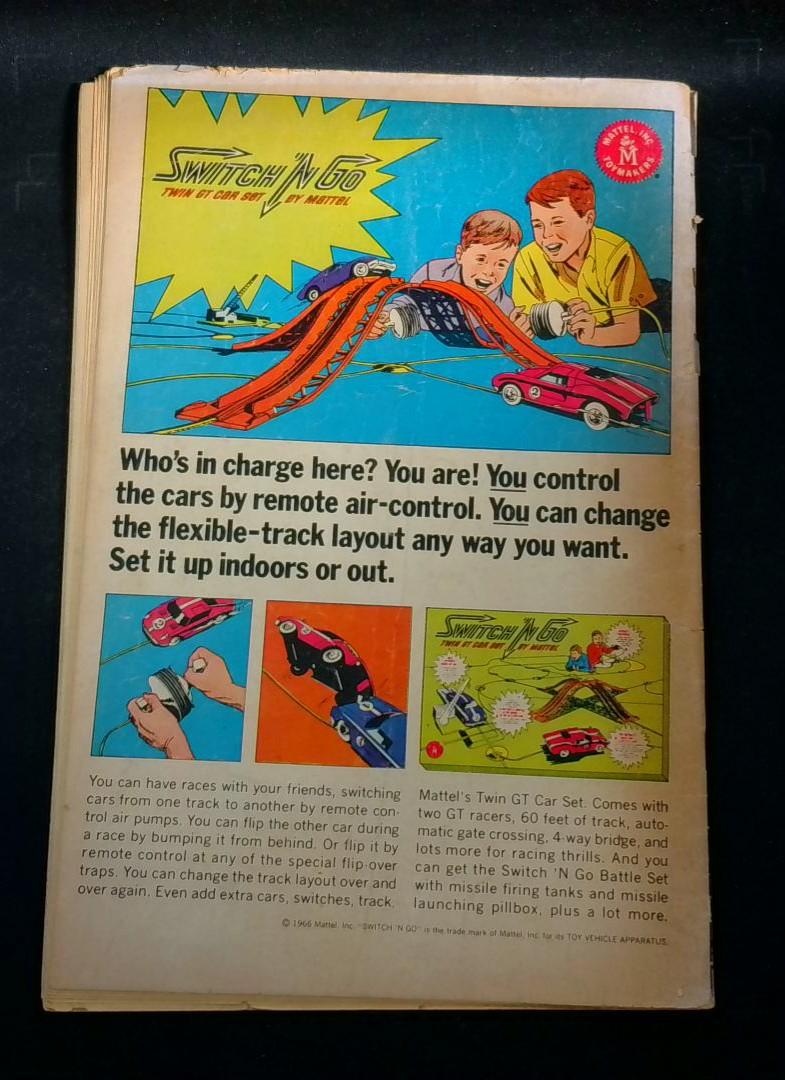 SWITCH 'N GO
TWIN GT CAR SET BY MATTEL
MATTEL, INC.
M
TOYMAKERS
2
Who's in charge here? You are! You control
the cars by remote air-control. You can change
the flexible-track layout any way you want.
Set it up indoors or out.
SWITCH 'N GO
TWIN GT CAR SET BY MATTEL
You can have races with your friends, switching
cars from one track to another by remote con-
trol air pumps. You can flip the other car during
a race by bumping it from behind. Or flip it by
remote control at any of the special flip-over
traps. You can change the track layout over and
over again. Even add extra cars, switches, track.
Mattel's Twin GT Car Set. Comes with
two GT racers, 60 feet of track, auto-
matic gate crossing, 4-way bridge, and
lots more for racing thrills. And you
can get the Switch 'N Go Battle Set
with missile firing tanks and missile
launching pillbox, plus a lot more.
© 1966 Mattel, Inc. "SWITCH 'N GO" is the trade mark of Mattel, Inc. for its TOY VEHICLE APPARATUS.